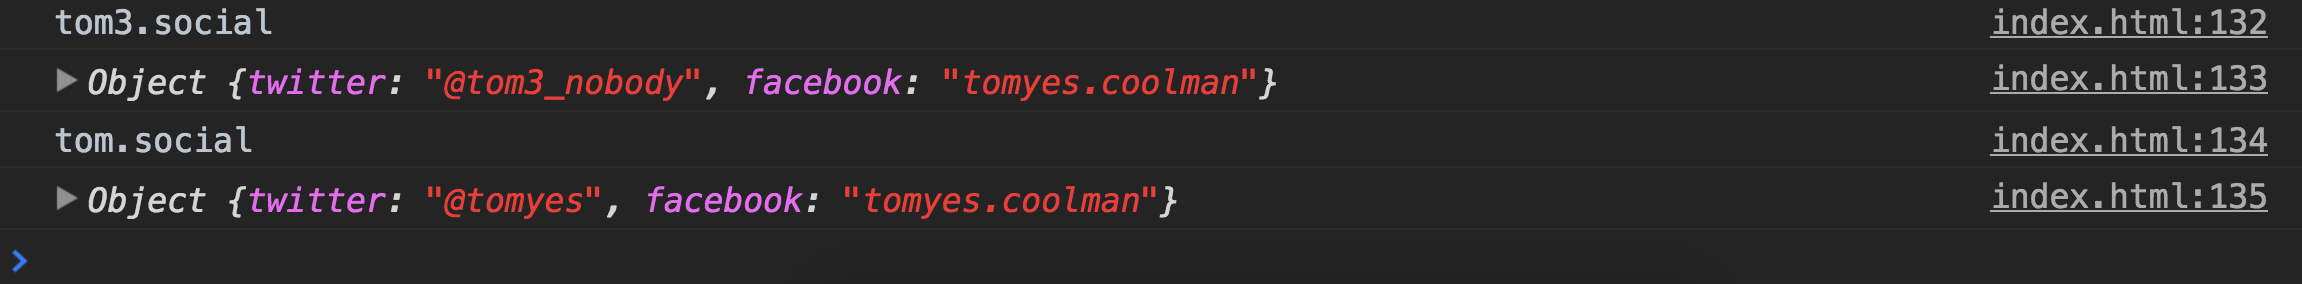 tom3.social index.html:132
Object {twitter: "@tom3_nobody", facebook: "tomyes.coolman"} index.html:133
tom.social index.html:134
Object {twitter: "@tomyes", facebook: "tomyes.coolman"} index.html:135